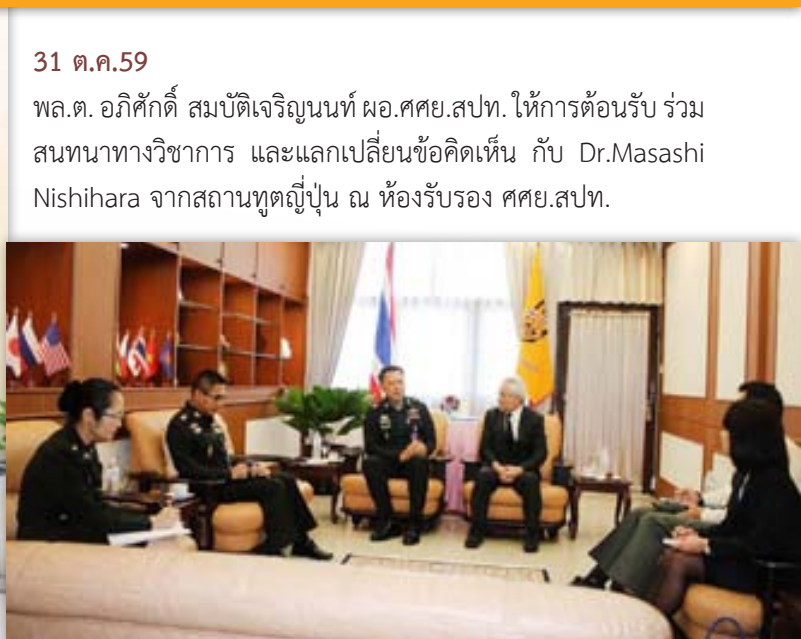 31 ต.ค.59
พล.ต. อภิศักดิ์ สมบัติเจริญนนท์ ผอ.ศศย.สปท. ให้การต้อนรับ ร่วม
สนทนาทางวิชาการ และแลกเปลี่ยนข้อคิดเห็น กับ Dr.Masashi
Nishihara จากสถานทูตญี่ปุ่น ณ ห้องรับรอง ศศย.สปท.